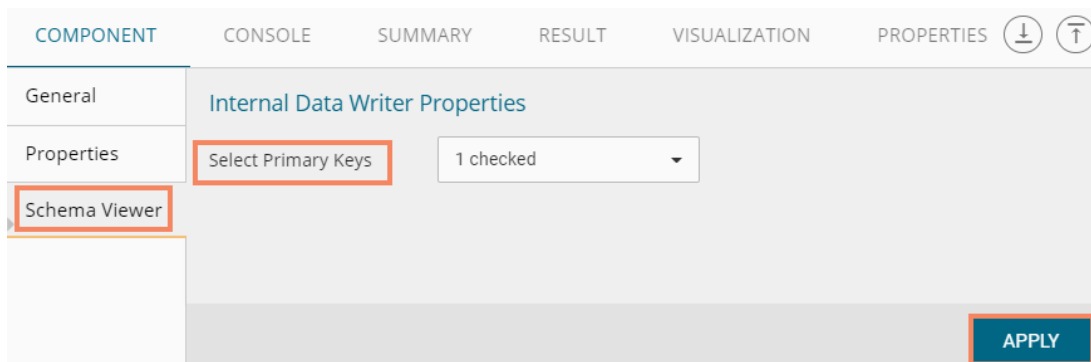 COMPONENT CONSOLE SUMMARY RESULT VISUALIZATION PROPERTIES
General
Internal Data Writer Properties
Properties
Select Primary Keys 1 checked
Schema Viewer
APPLY